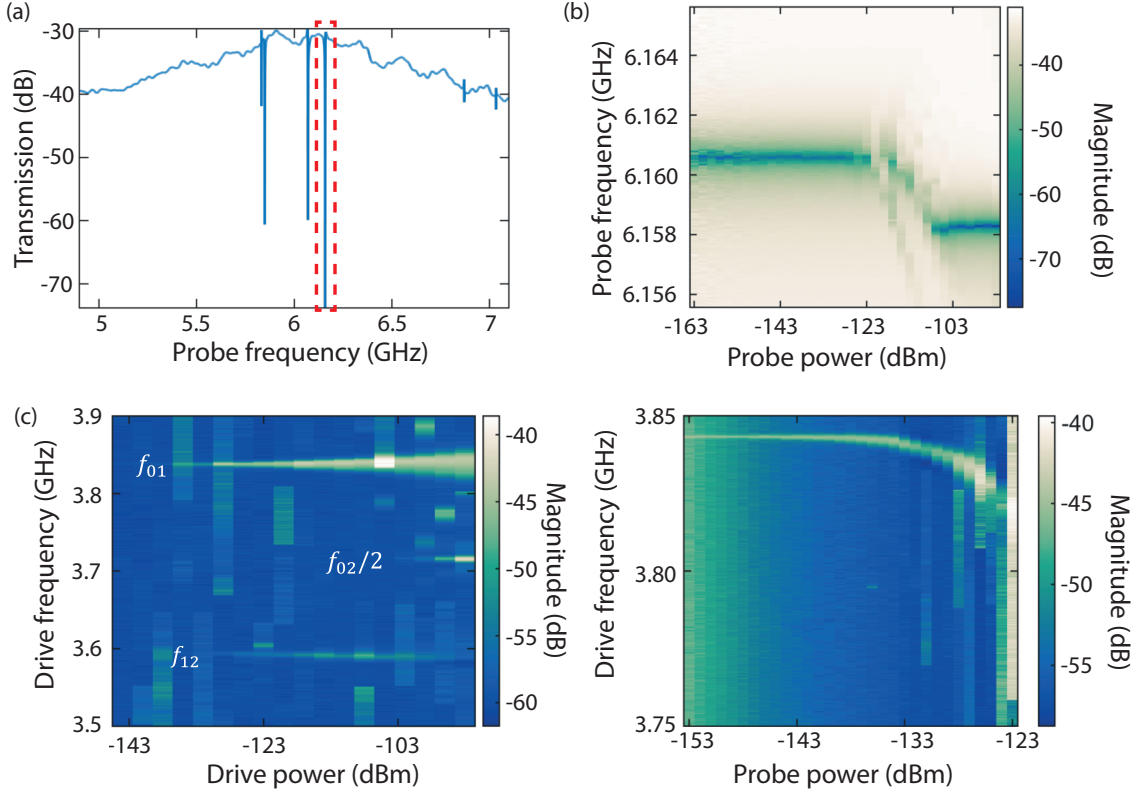 (a)
-30
-40
-50
-60
-70
Transmission (dB)
5
5.5
6
6.5
7
Probe frequency (GHz)
(b)
6.164
6.162
6.160
6.158
6.156
Probe frequency (GHz)
-163
-143
-123
-103
Probe power (dBm)
-40
-50
-60
-70
Magnitude (dB)
(c)
3.9
3.8
3.7
3.6
3.5
Drive frequency (GHz)
f01
f02/2
f12
-143
-123
-103
Drive power (dBm)
-40
-45
-50
-55
-60
Magnitude (dB)
3.85
3.80
3.75
Drive frequency (GHz)
-153
-143
-133
-123
Probe power (dBm)
-40
-45
-50
-55
Magnitude (dB)